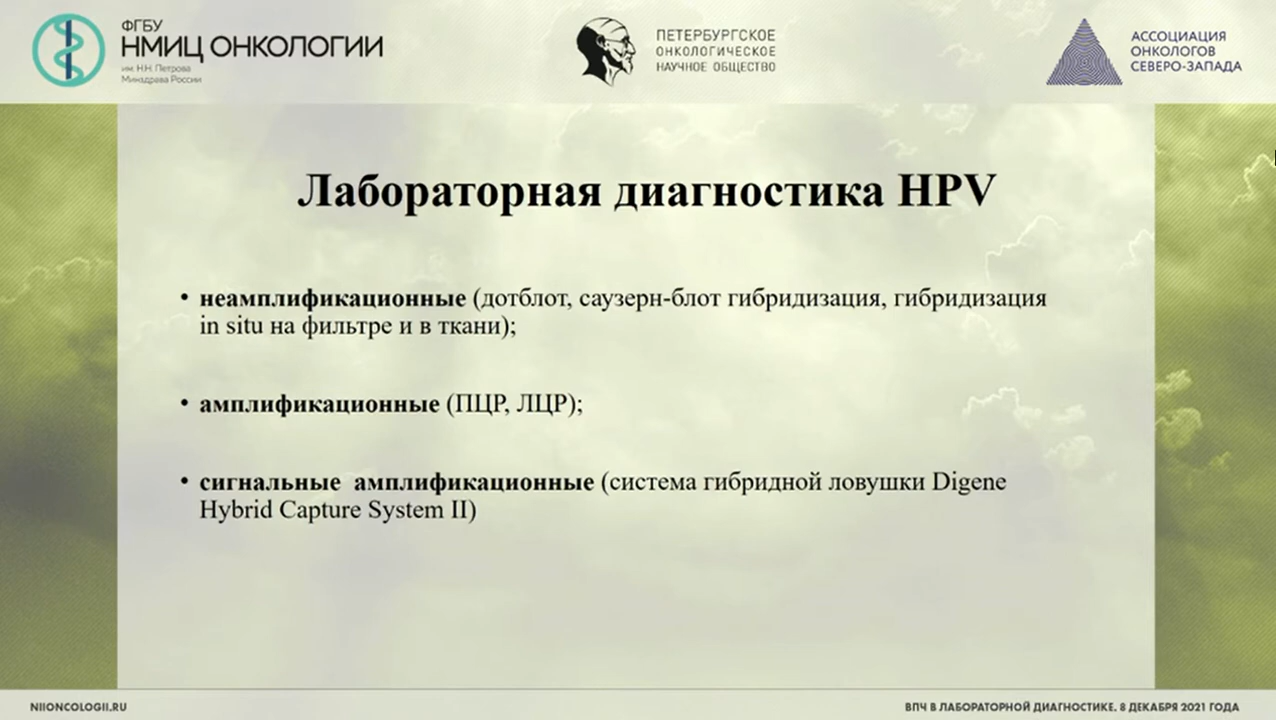 ФГБУ
НМИЦ ОНКОЛОГИИ
им. Н.Н. Петрова
Минздрава России
ПЕТЕРБУРГСКОЕ
ОНКОЛОГИЧЕСКОЕ
НАУЧНОЕ ОБЩЕСТВО
АССОЦИАЦИЯ
ОНКОЛОГОВ
СЕВЕРО-ЗАПАДА
Лабораторная диагностика HPV
• неамплификационные (дотблот, саузерн-блот гибридизация, гибридизация
in situ на фильтре и в ткани);
• амплификационные (ПЦР, ЛЦР);
• сигнальные амплификационные (система гибридной ловушки Digene
Hybrid Capture System II)
NIIONCOLOGII.RU
ВПЧ В ЛАБОРАТОРНОЙ ДИАГНОСТИКЕ. 8 ДЕКАБРЯ 2021 ГОДА